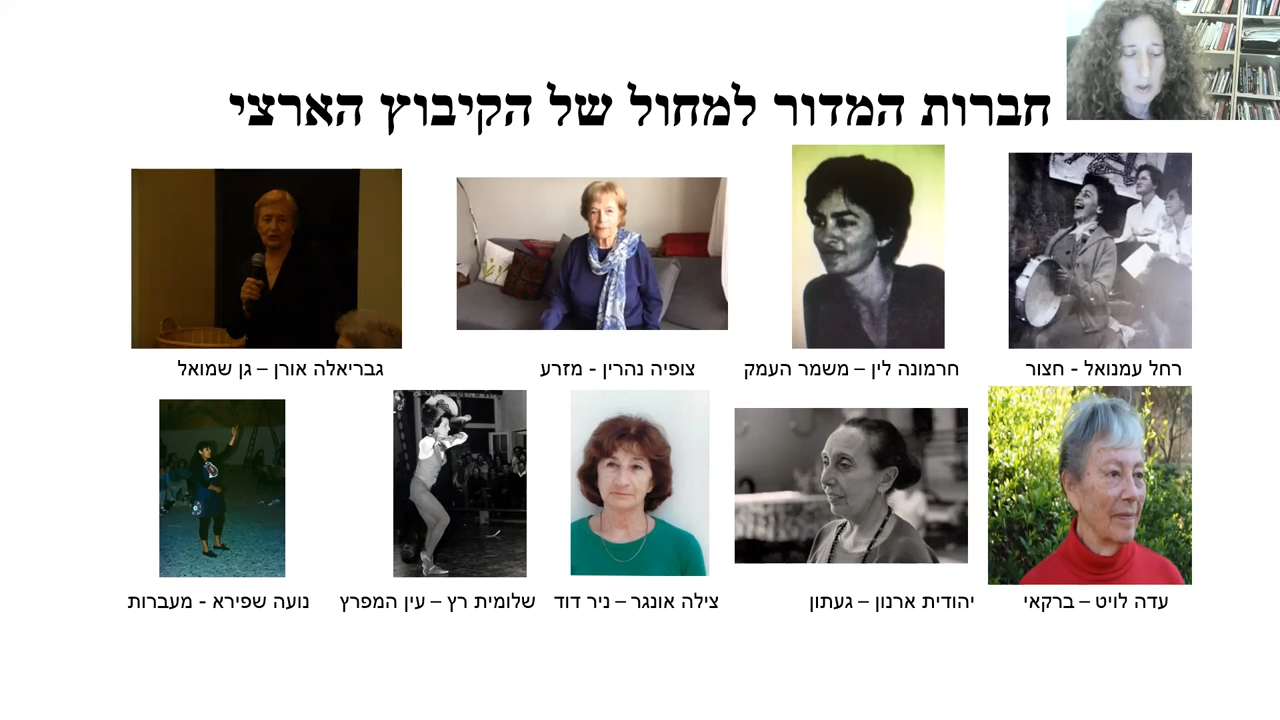 חברות המדור למחול של הקיבוץ הארצי
רחל עמנואל - חצור
חרמונה לין – משמר העמק
צופיה נהרין - מזרע
גבריאלה אורן – גן שמואל
עדה לויט – ברקאי
יהודית ארנון – געתון
צילה אונגר – ניר דוד
שלומית רץ – עין המפרץ
נועה שפירא - מעברות